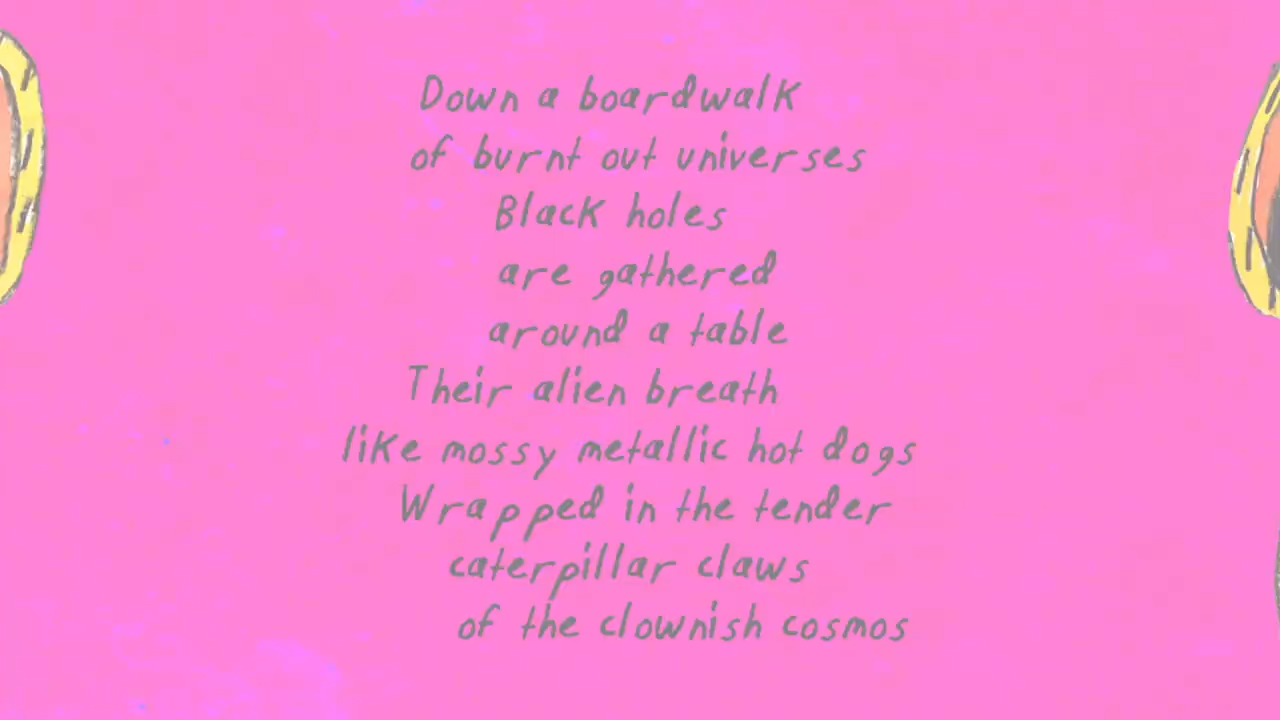 Down a boardwalk
of burnt out universes
Black holes
are gathered
around a table
Their alien breath
like mossy metallic hot dogs
Wrapped in the tender
caterpillar claws
of the clownish cosmos